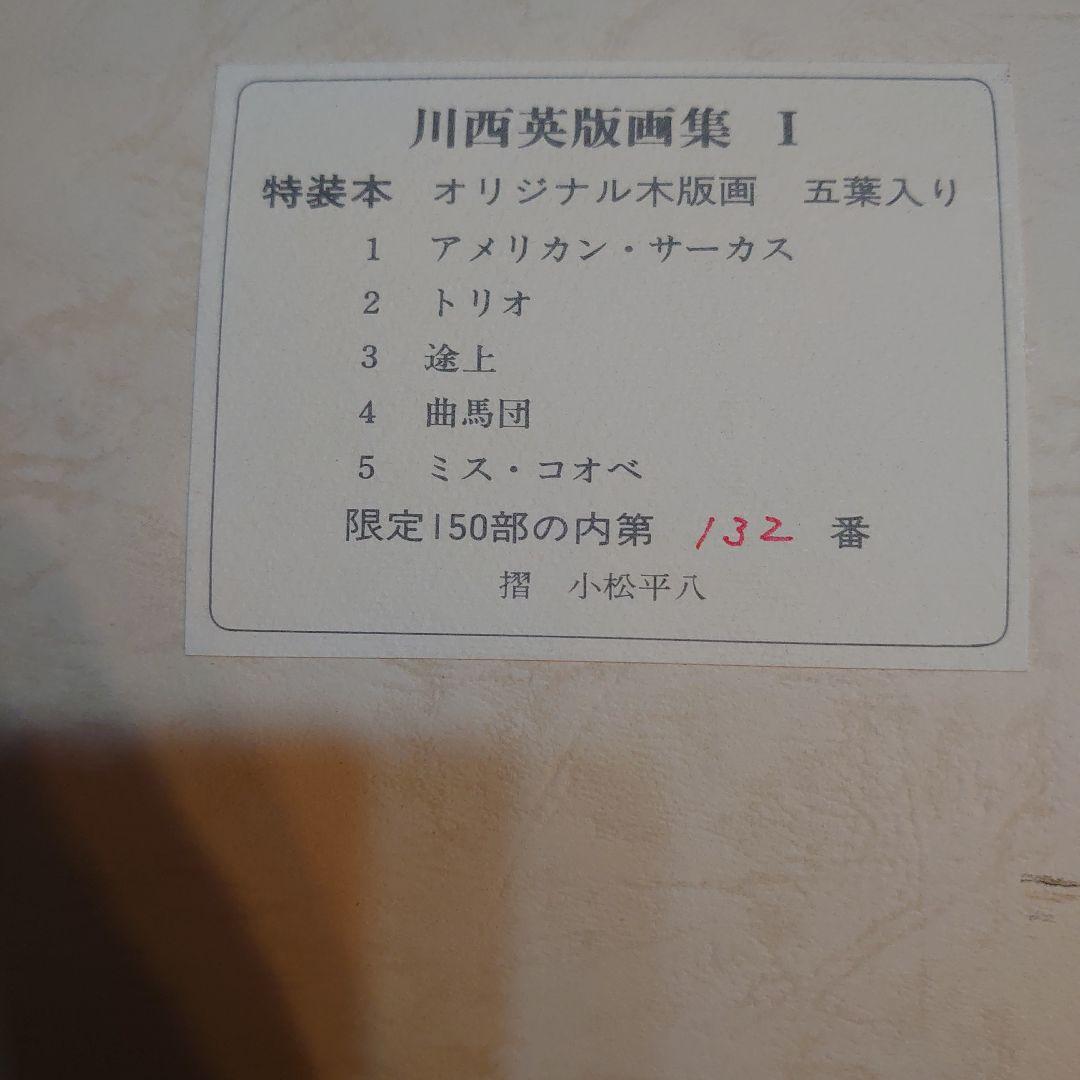 川西英版画集 I
特装本 オリジナル木版画 五葉入り
1 アメリカン・サーカス
2 トリオ
3 途上
4 曲馬団
5 ミス・コオベ
限定150部の内第 132 番
摺 小松平八